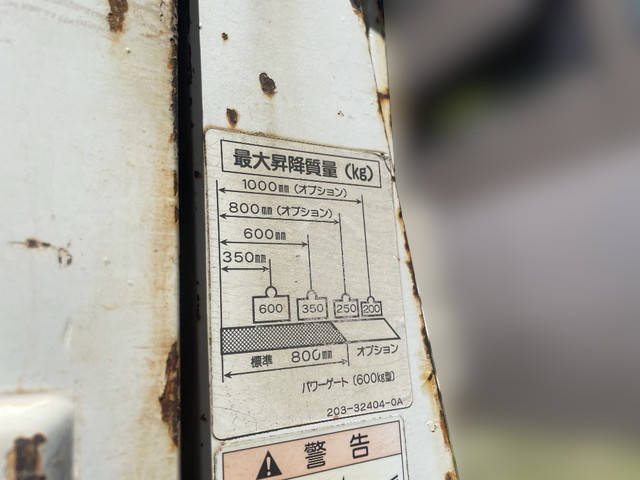 最大昇降質量(kg)
1000mm(オプション)
800mm(オプション)
600mm
350mm
600 350 250 200
標準 800mm オプション
パワーゲート(600kg型)
203-32404-0A
警告